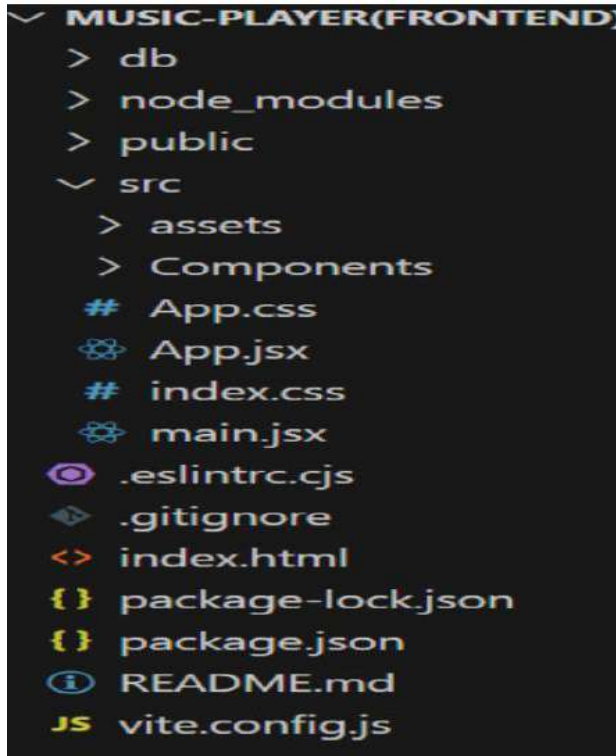 MUSIC-PLAYER(FRONTEND)
db
node_modules
public
src
assets
Components
# App.css
App.jsx
# index.css
main.jsx
.eslintrc.cjs
.gitignore
<> index.html
{} package-lock.json
{} package.json
README.md
JS vite.config.js